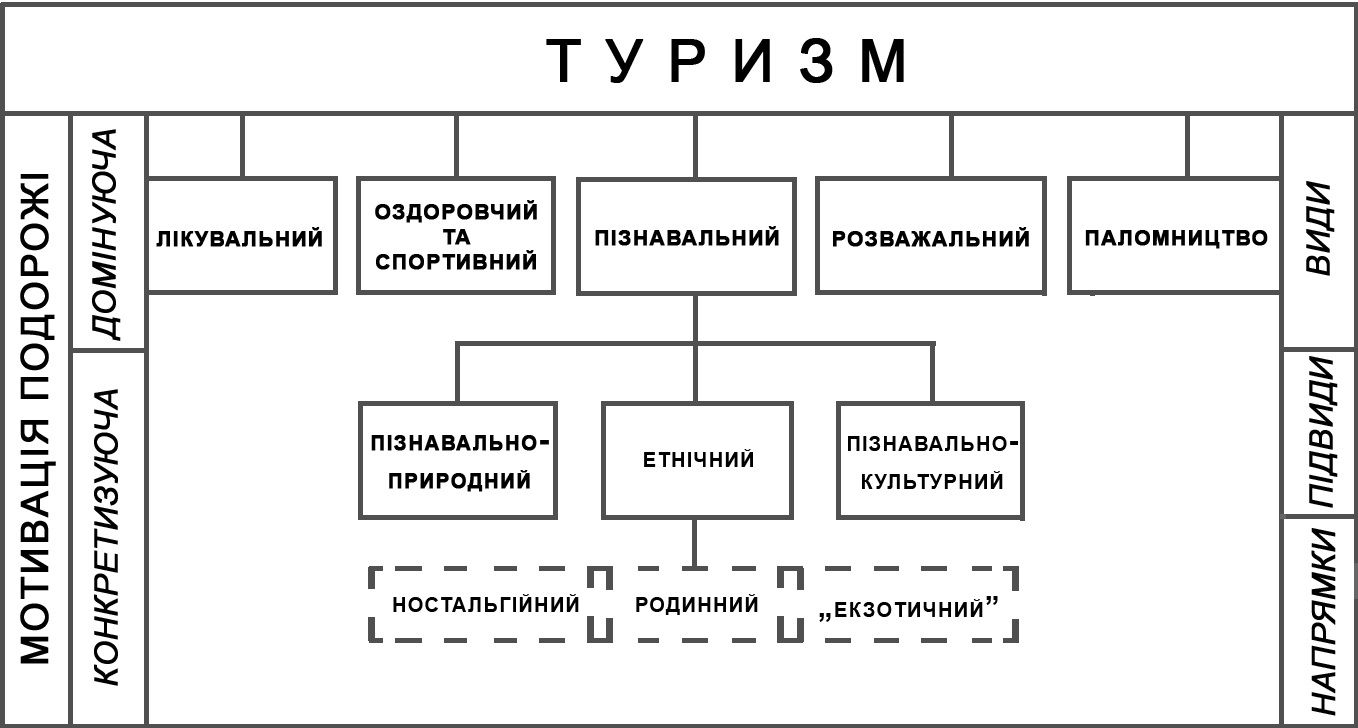 ТУРИЗМ
МОТИВАЦІЯ ПОДОРОЖІ
ДОМІНУЮЧА
ЛІКУВАЛЬНИЙ
ОЗДОРОВЧИЙ
ТА
СПОРТИВНИЙ
ПІЗНАВАЛЬНИЙ
РОЗВАЖАЛЬНИЙ
ПАЛОМНИЦТВО
ВИДИ
КОНКРЕТИЗУЮЧА
ПІЗНАВАЛЬНО-
ПРИРОДНИЙ
ЕТНІЧНИЙ
ПІЗНАВАЛЬНО-
КУЛЬТУРНИЙ
ПІДВИДИ
НОСТАЛЬГІЙНИЙ
РОДИННИЙ
„ЕКЗОТИЧНИЙ”
НАПРЯМКИ